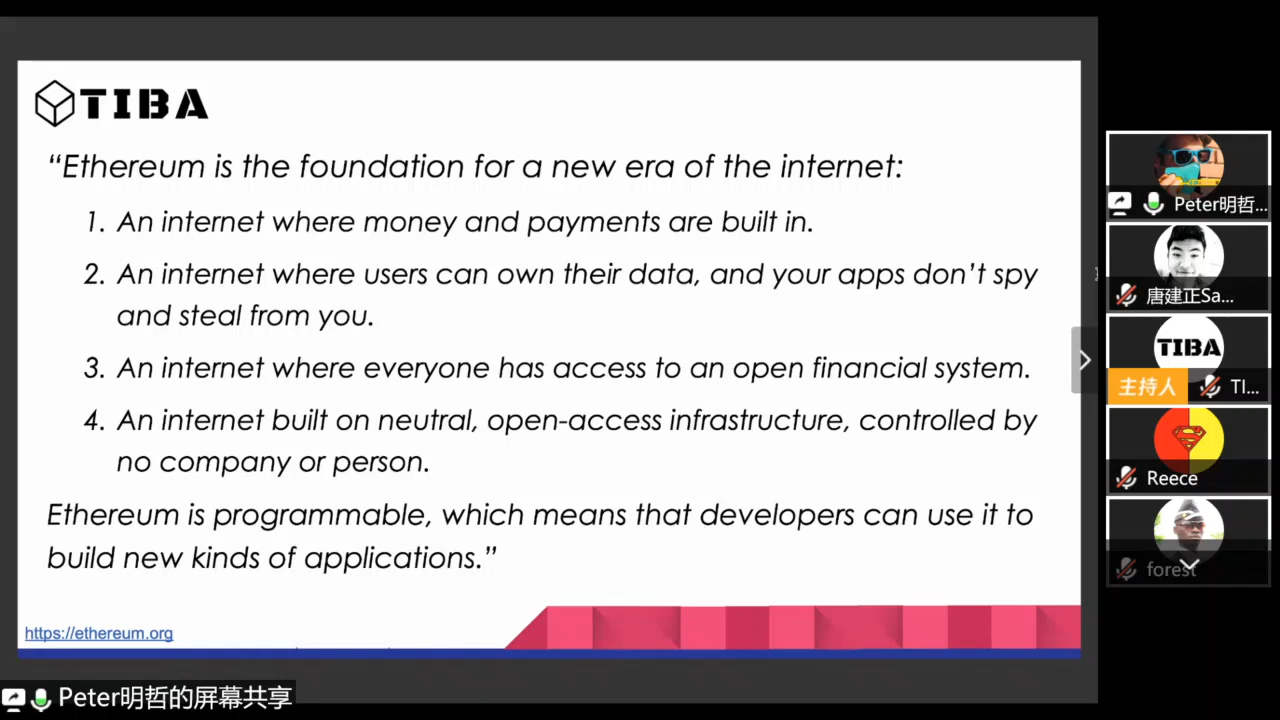 TIBA
“Ethereum is the foundation for a new era of the internet:
1. An internet where money and payments are built in.
2. An internet where users can own their data, and your apps don’t spy
and steal from you.
3. An internet where everyone has access to an open financial system.
4. An internet built on neutral, open-access infrastructure, controlled by
no company or person.
Ethereum is programmable, which means that developers can use it to
build new kinds of applications.”
https://ethereum.org
Peter明哲...
唐建正Sa...
TIBA
主持人 TI...
Reece
forest
Peter明哲的屏幕共享